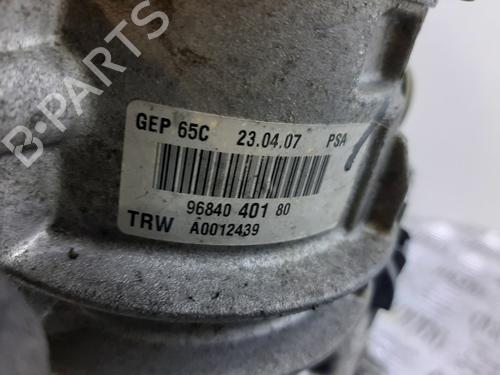 GEP 65C 23.04.07 PSA
96840 401 80
TRW A0012439
B-PARTS